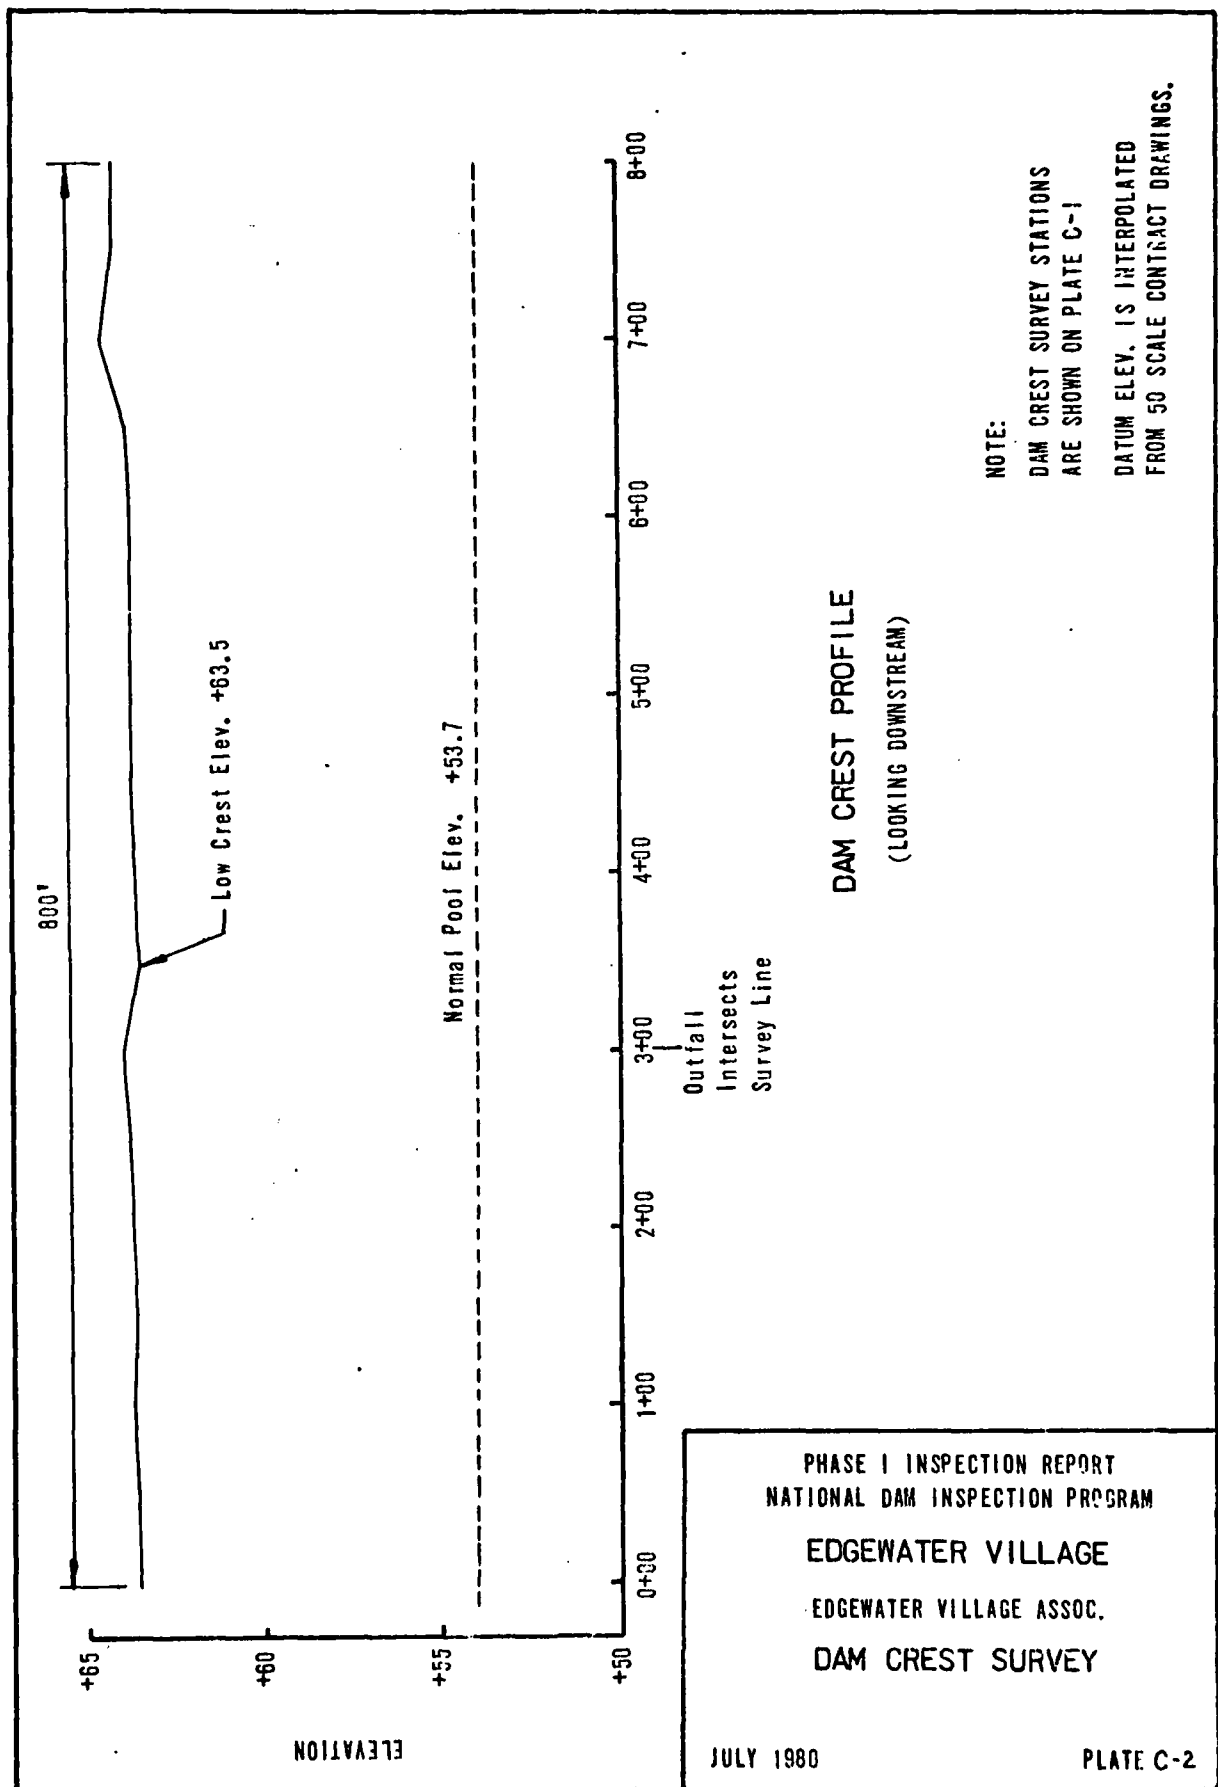 800'
Low Crest Elev. +63.5
Normal Pool Elev. +53.7
ELEVATION
+65
+60
+55
+50
0+00
1+00
2+00
3+00
4+00
5+00
6+00
7+00
8+00
Outfall
Intersects
Survey Line
DAM CREST PROFILE
(LOOKING DOWNSTREAM)
NOTE:
DAM CREST SURVEY STATIONS
ARE SHOWN ON PLATE C-1
DATUM ELEV. IS INTERPOLATED
FROM 50 SCALE CONTRACT DRAWINGS.
PHASE I INSPECTION REPORT
NATIONAL DAM INSPECTION PROGRAM
EDGEWATER VILLAGE
EDGEWATER VILLAGE ASSOC.
DAM CREST SURVEY
JULY 1980
PLATE C-2